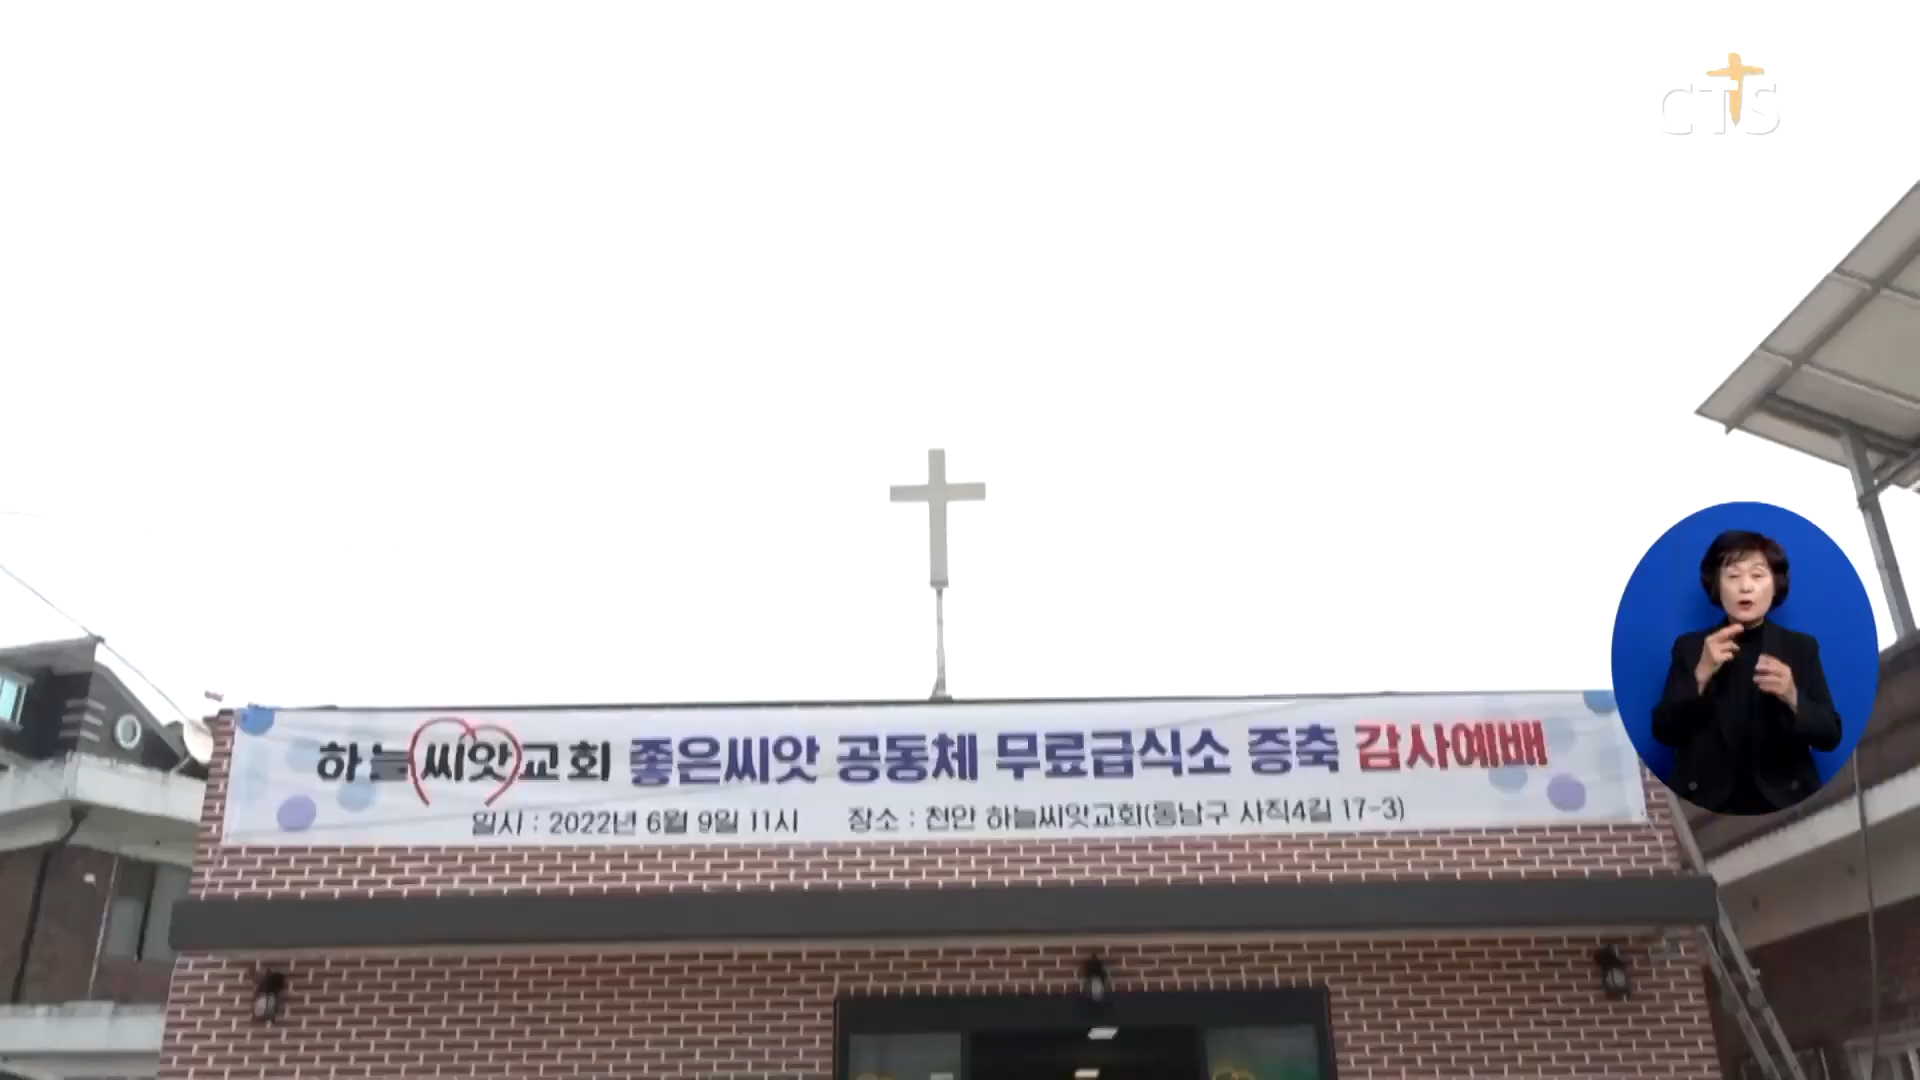 CTS
하늘씨앗교회 좋은씨앗 공동체 무료급식소 증축 감사예배
일시 : 2022년 6월 9일 11시 장소 : 천안 하늘씨앗교회(동남구 사직4길 17-3)